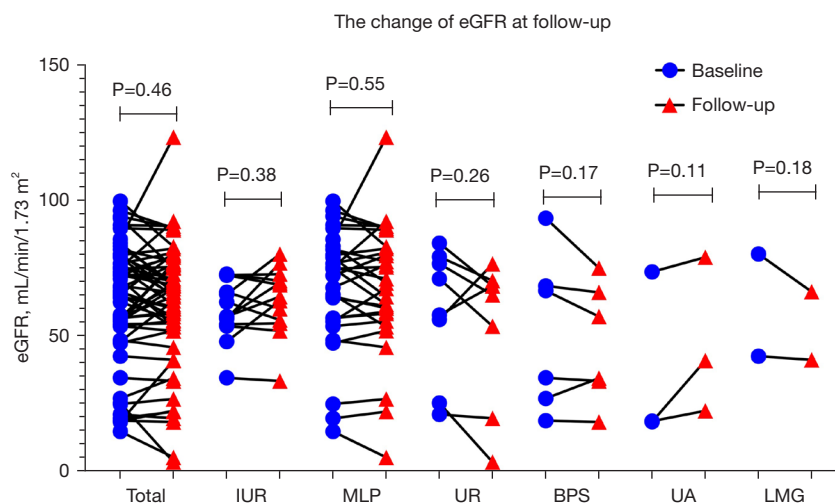 The change of eGFR at follow-up
150
100
50
0
eGFR, mL/min/1.73 m²
Baseline
Follow-up
P=0.46
P=0.38
P=0.55
P=0.26
P=0.17
P=0.11
P=0.18
Total
IUR
MLP
UR
BPS
UA
LMG